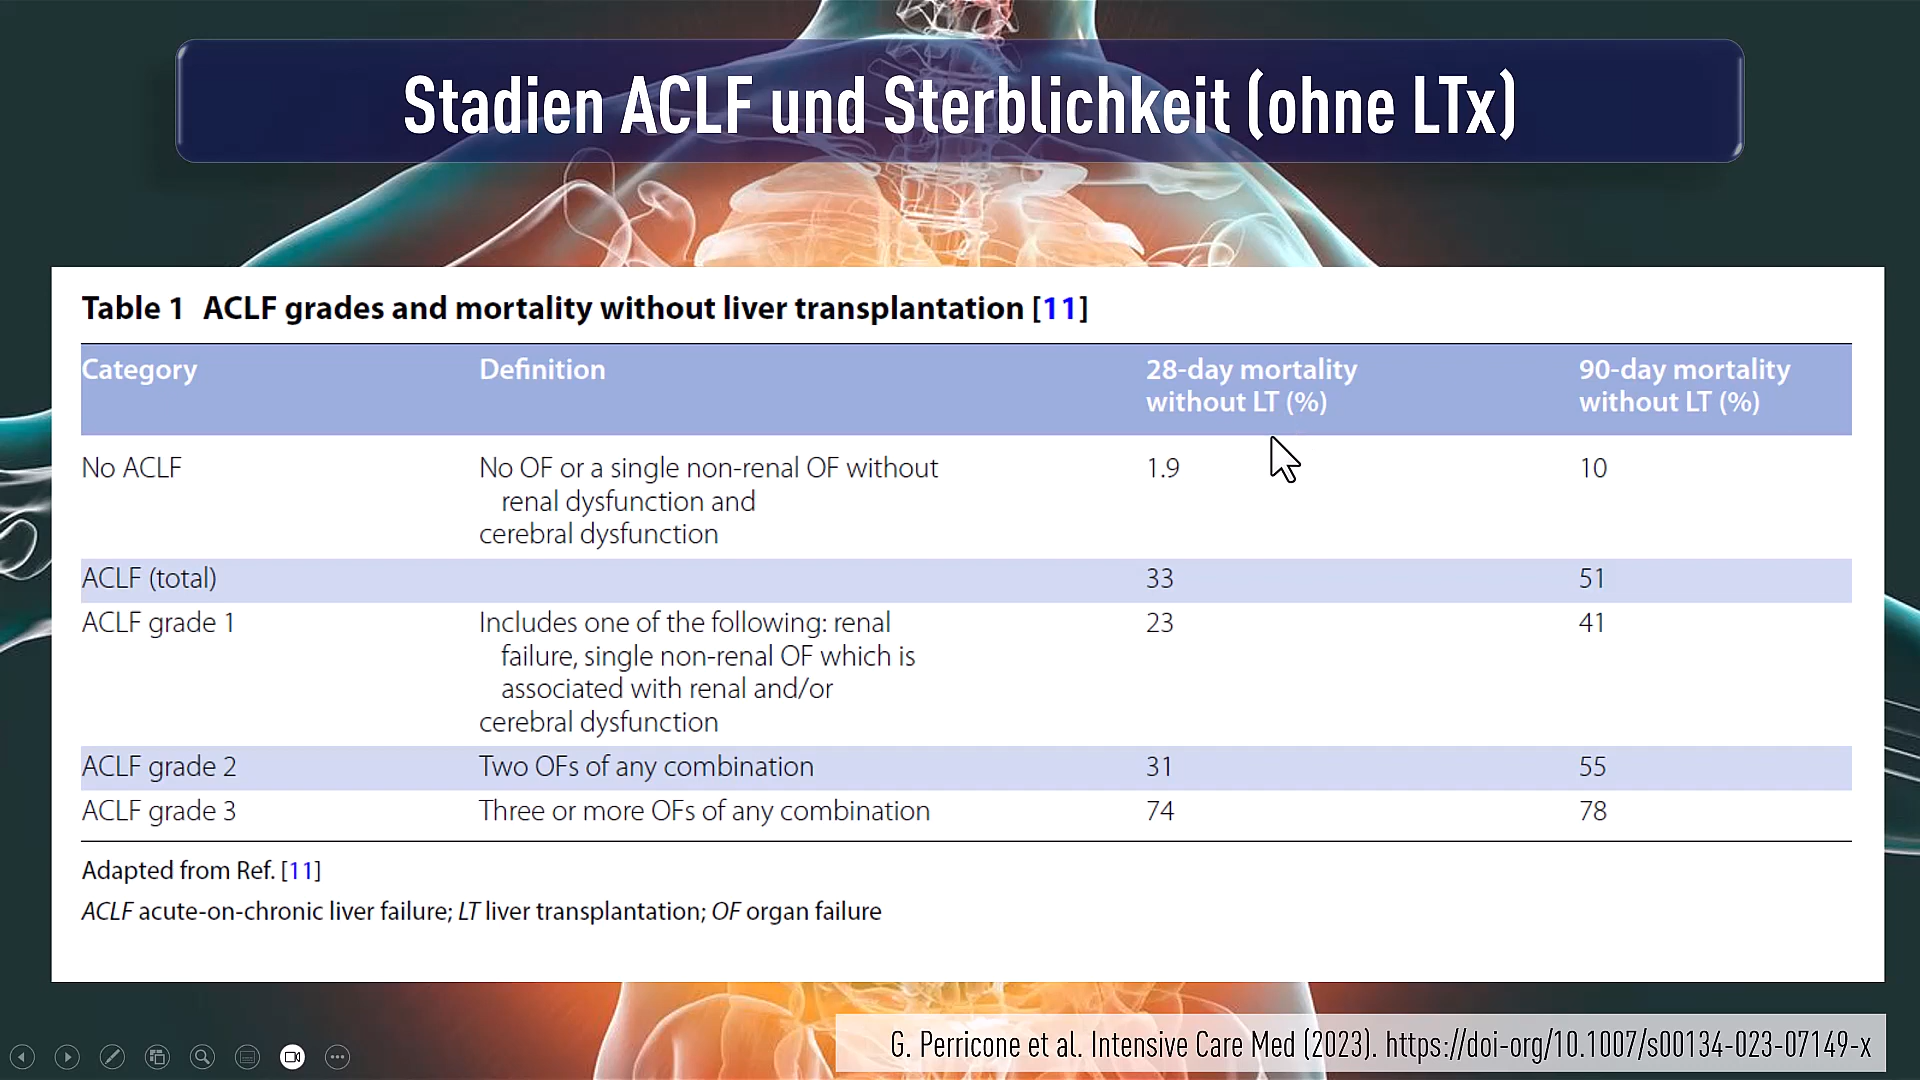 Stadien ACLF und Sterblichkeit (ohne LTx)
Table 1 ACLF grades and mortality without liver transplantation [11]
Category Definition 28-day mortality without LT (%) 90-day mortality without LT (%)
No ACLF No OF or a single non-renal OF without 1.9 10
renal dysfunction and
cerebral dysfunction
ACLF (total) 33 51
ACLF grade 1 Includes one of the following: renal 23 41
failure, single non-renal OF which is
associated with renal and/or
cerebral dysfunction
ACLF grade 2 Two OFs of any combination 31 55
ACLF grade 3 Three or more OFs of any combination 74 78
Adapted from Ref. [11]
ACLF acute-on-chronic liver failure; LT liver transplantation; OF organ failure
G. Perricone et al. Intensive Care Med (2023). https://doi-org/10.1007/s00134-023-07149-x